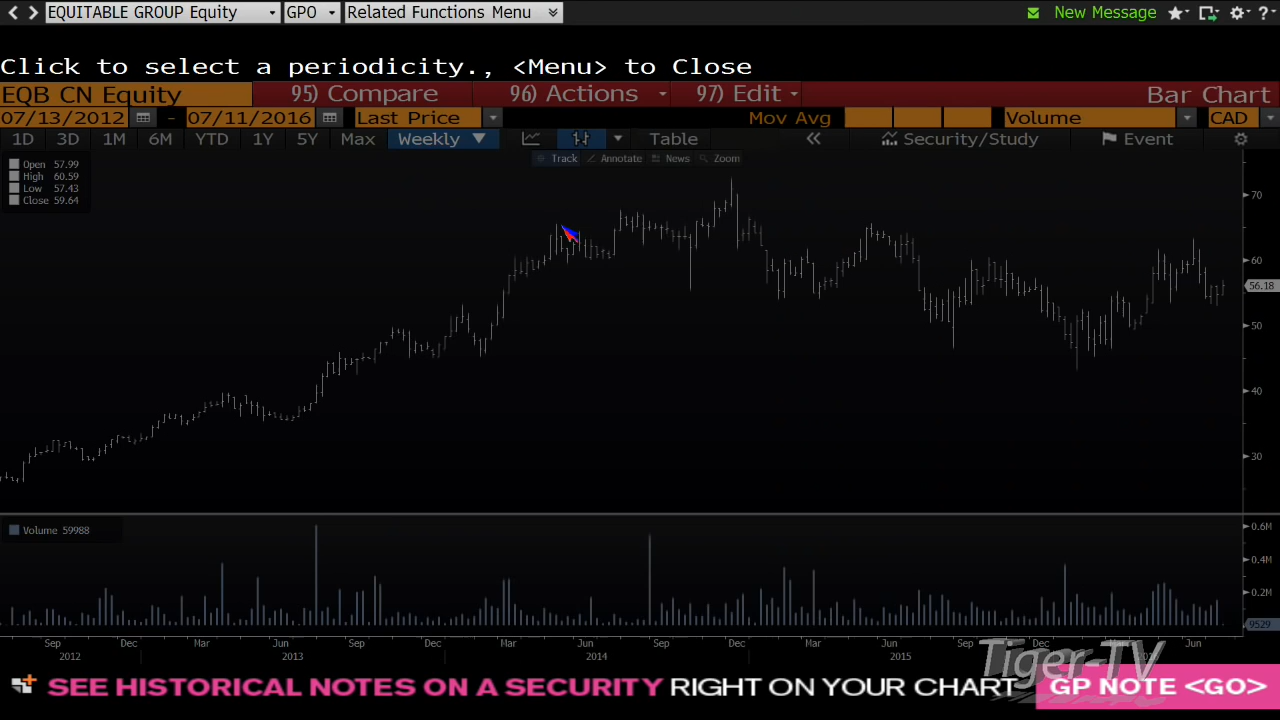 EQUITABLE GROUP Equity GPO Related Functions Menu New Message ?
Click to select a periodicity., <Menu> to Close
EQB CN Equity 95) Compare 96) Actions 97) Edit Bar Chart
07/13/2012 - 07/11/2016 Last Price Mov Avg Volume CAD
1D 3D 1M 6M YTD 1Y 5Y Max Weekly Table Security/Study Event
Track Annotate News Zoom
Open 57.99
High 60.59
Low 57.43
Close 59.64
70
60
56.18
50
40
30
Volume 59988
0.6M
0.4M
0.2M
9529
Sep Dec Mar Jun Sep Dec Mar Jun Sep Dec Mar Jun Sep Dec Mar Jun
2012 2013 2014 2015
Tiger-TV
SEE HISTORICAL NOTES ON A SECURITY RIGHT ON YOUR CHART GP NOTE <GO>